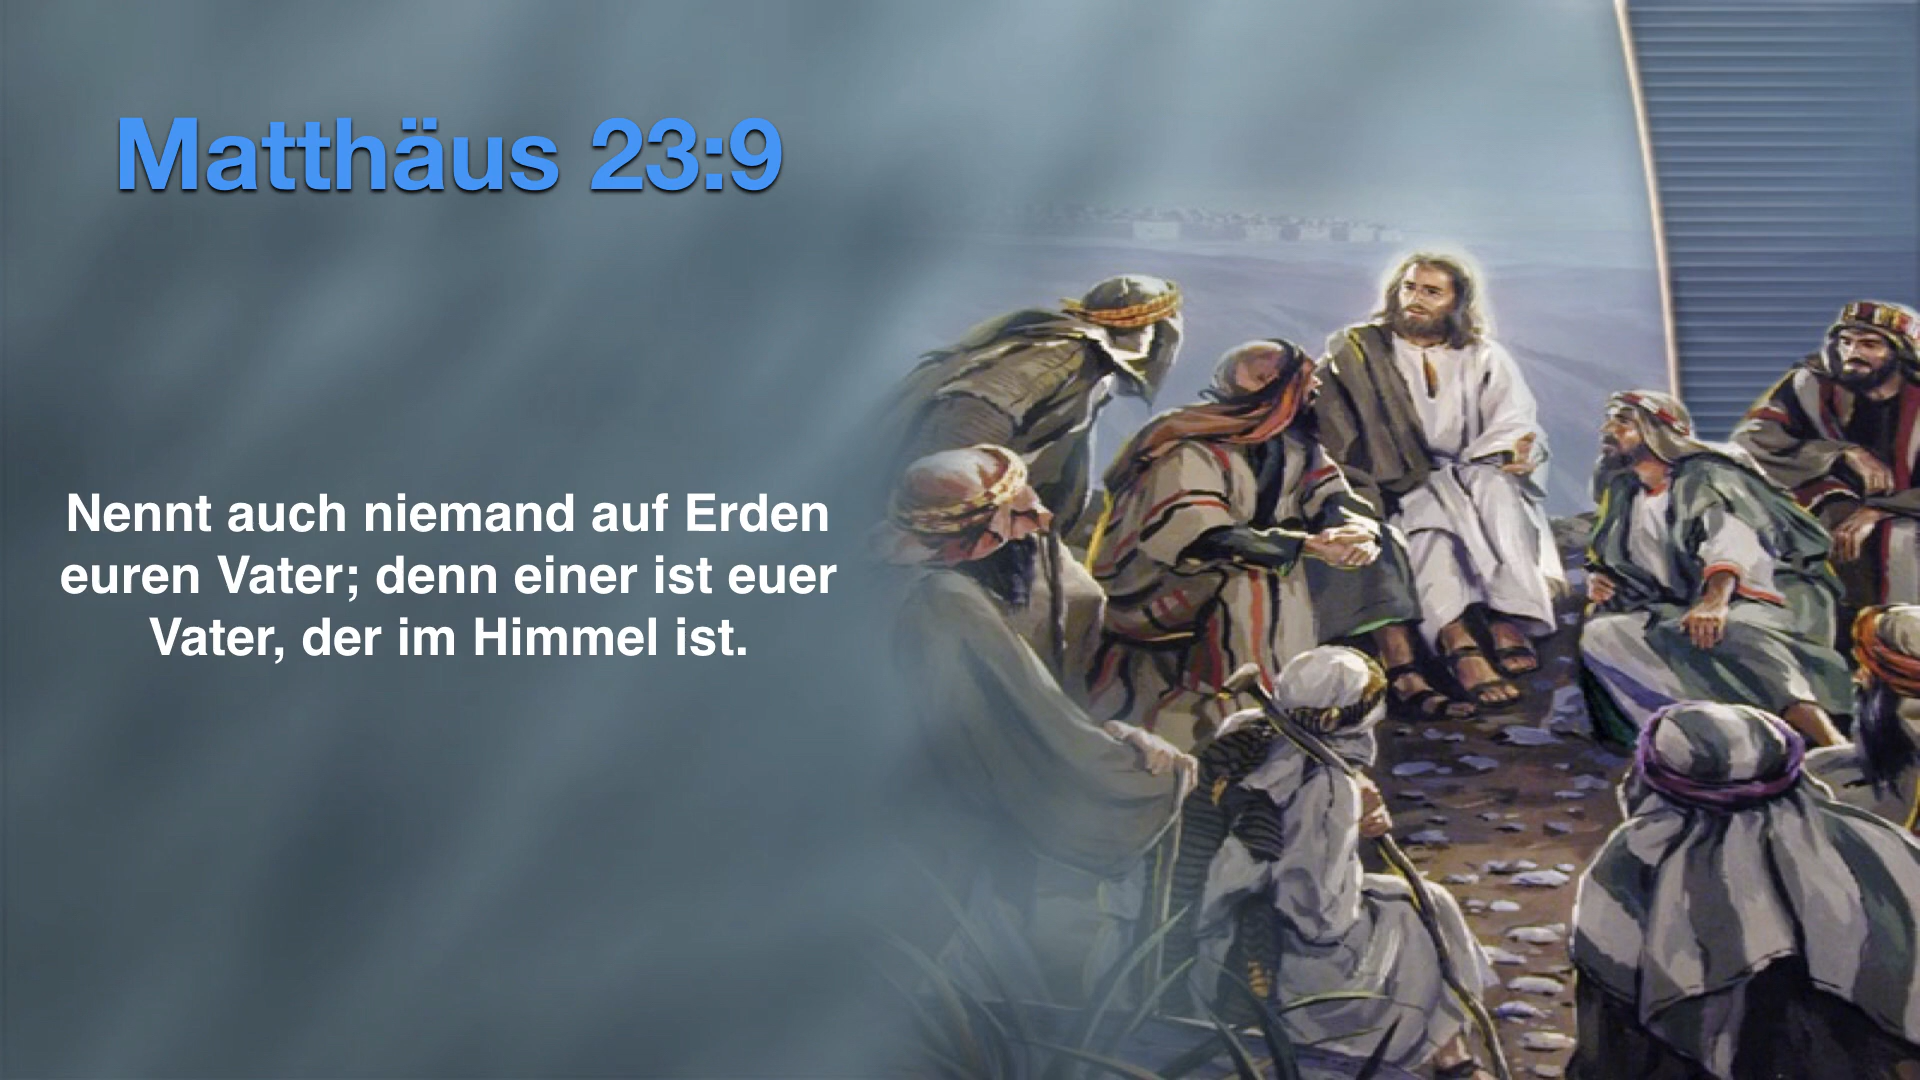 Matthäus 23:9
Nennt auch niemand auf Erden
euren Vater; denn einer ist euer
Vater, der im Himmel ist.